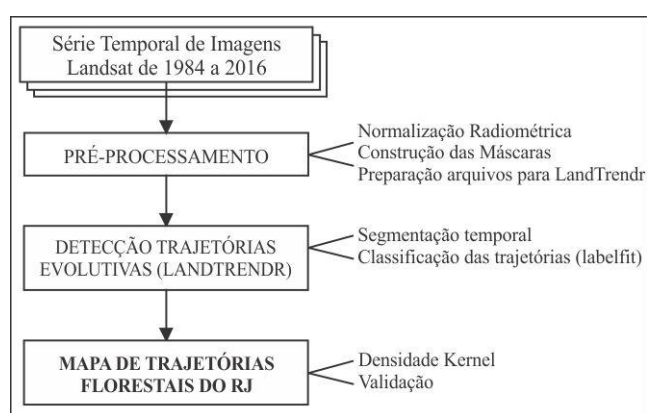 Série Temporal de Imagens
Landsat de 1984 a 2016
PRÉ-PROCESSAMENTO
Normalização Radiométrica
Construção das Máscaras
Preparação arquivos para LandTrendr
DETECÇÃO TRAJETÓRIAS
EVOLUTIVAS (LANDTRENDR)
Segmentação temporal
Classificação das trajetórias (labelfit)
MAPA DE TRAJETÓRIAS
FLORESTAIS DO RJ
Densidade Kernel
Validação